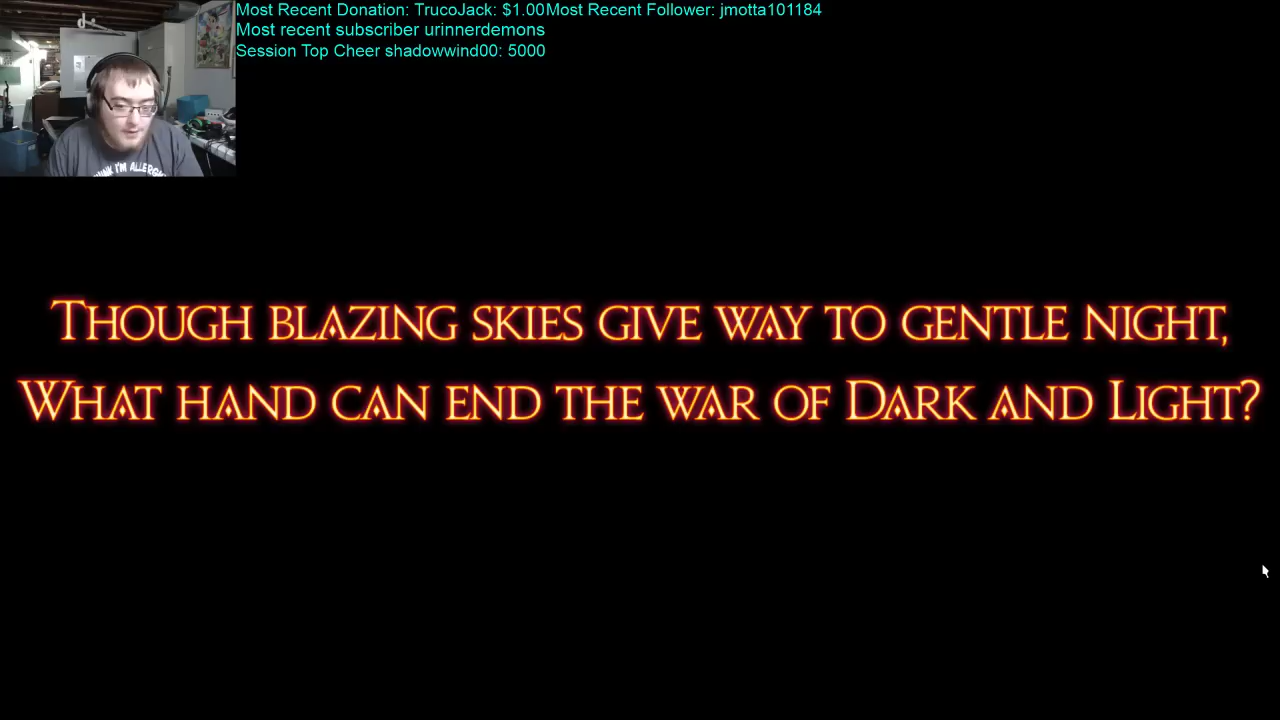 Most Recent Donation: TrucoJack: $1.00Most Recent Follower: jmotta101184
Most recent subscriber urinnerdemons
Session Top Cheer shadowwind00: 5000
I'M ALLERG
THOUGH BLAZING SKIES GIVE WAY TO GENTLE NIGHT,
WHAT HAND CAN END THE WAR OF DARK AND LIGHT?